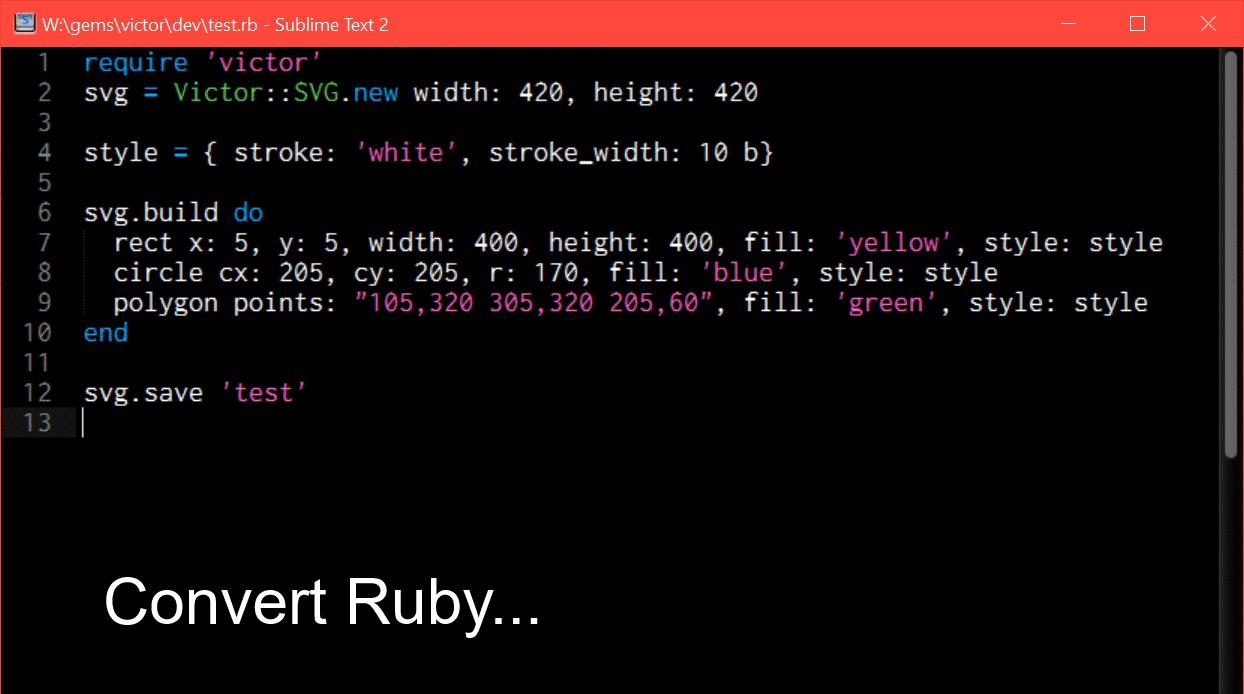 W:\gems\victor\dev\test.rb - Sublime Text 2
1 require 'victor'
2 svg = Victor::SVG.new width: 420, height: 420
3
4 style = { stroke: 'white', stroke_width: 10 b}
5
6 svg.build do
7   rect x: 5, y: 5, width: 400, height: 400, fill: 'yellow', style: style
8   circle cx: 205, cy: 205, r: 170, fill: 'blue', style: style
9   polygon points: "105,320 305,320 205,60", fill: 'green', style: style
10 end
11
12 svg.save 'test'
13
Convert Ruby...